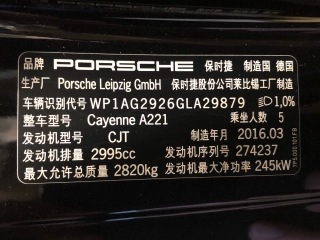 品牌 PORSCHE 保时捷 制造国 德国
生产厂 Porsche Leipzig GmbH 保时捷股份公司莱比锡工厂制造
车辆识别代号 WP1AG2926GLA29879 1,0%
整车型号 Cayenne A221 乘坐人数 5
发动机型号 CJT 制造年月 2016.03
发动机排量 2995cc 发动机序列号 274237
最大允许总质量 2820kg 发动机最大净功率 245kW